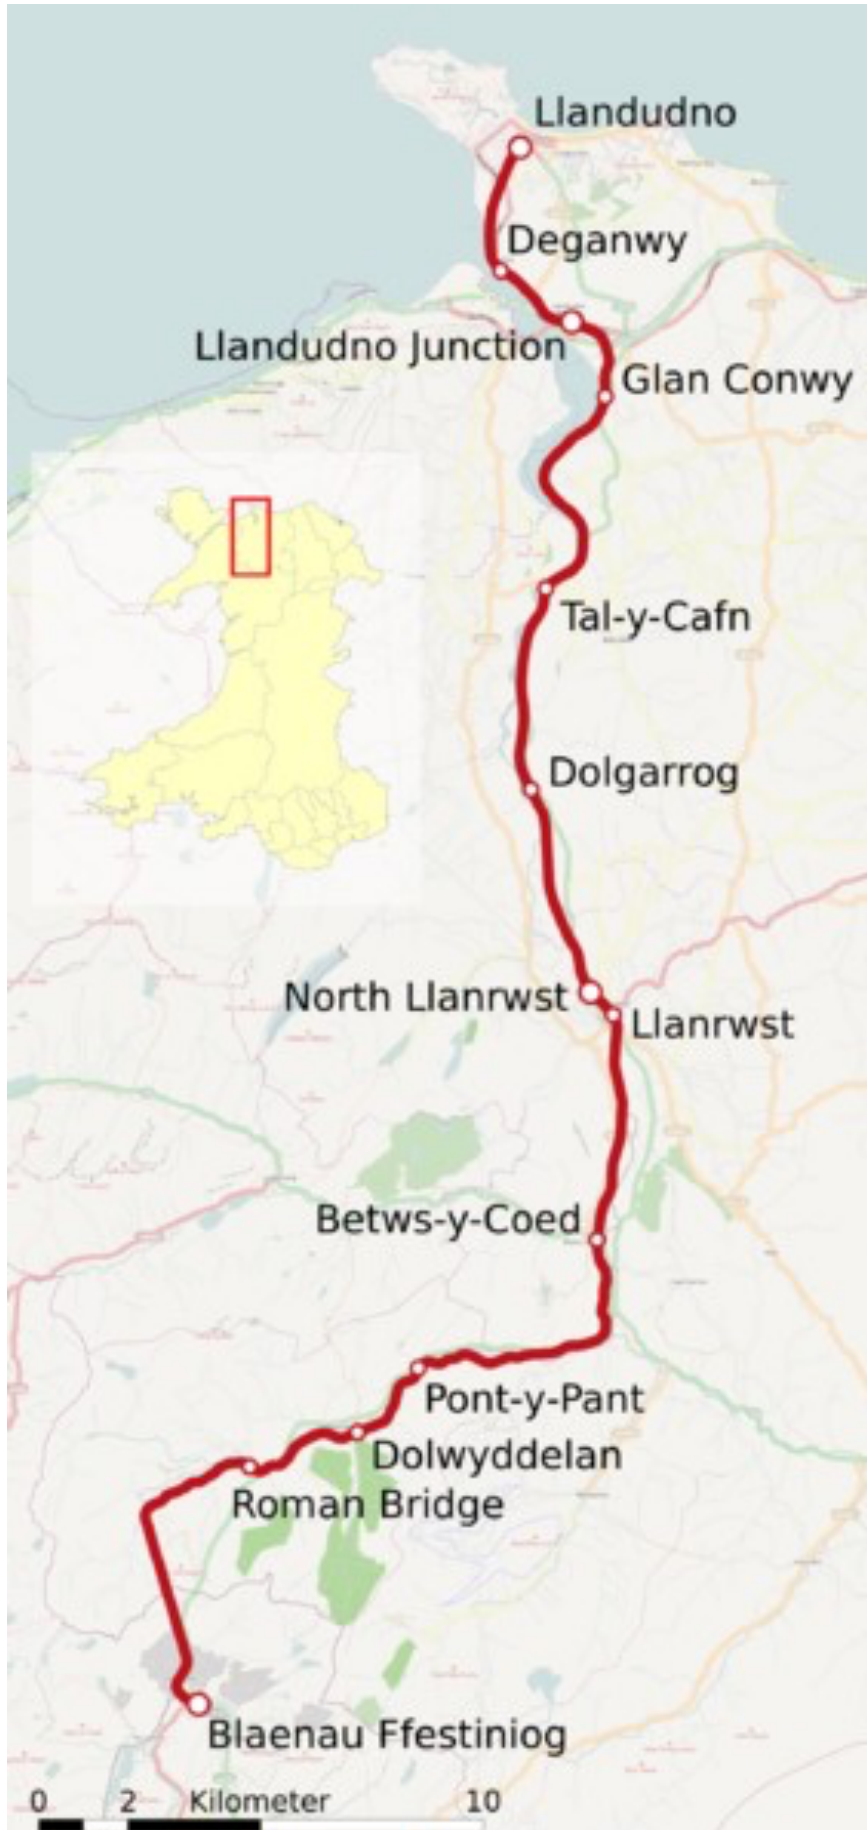 Llandudno
Deganwy
Llandudno Junction
Glan Conwy
Tal-y-Cafn
Dolgarrog
North Llanrwst
Llanrwst
Betws-y-Coed
Pont-y-Pant
Dolwyddelan
Roman Bridge
Blaenau Ffestiniog
0 2 Kilometer 10